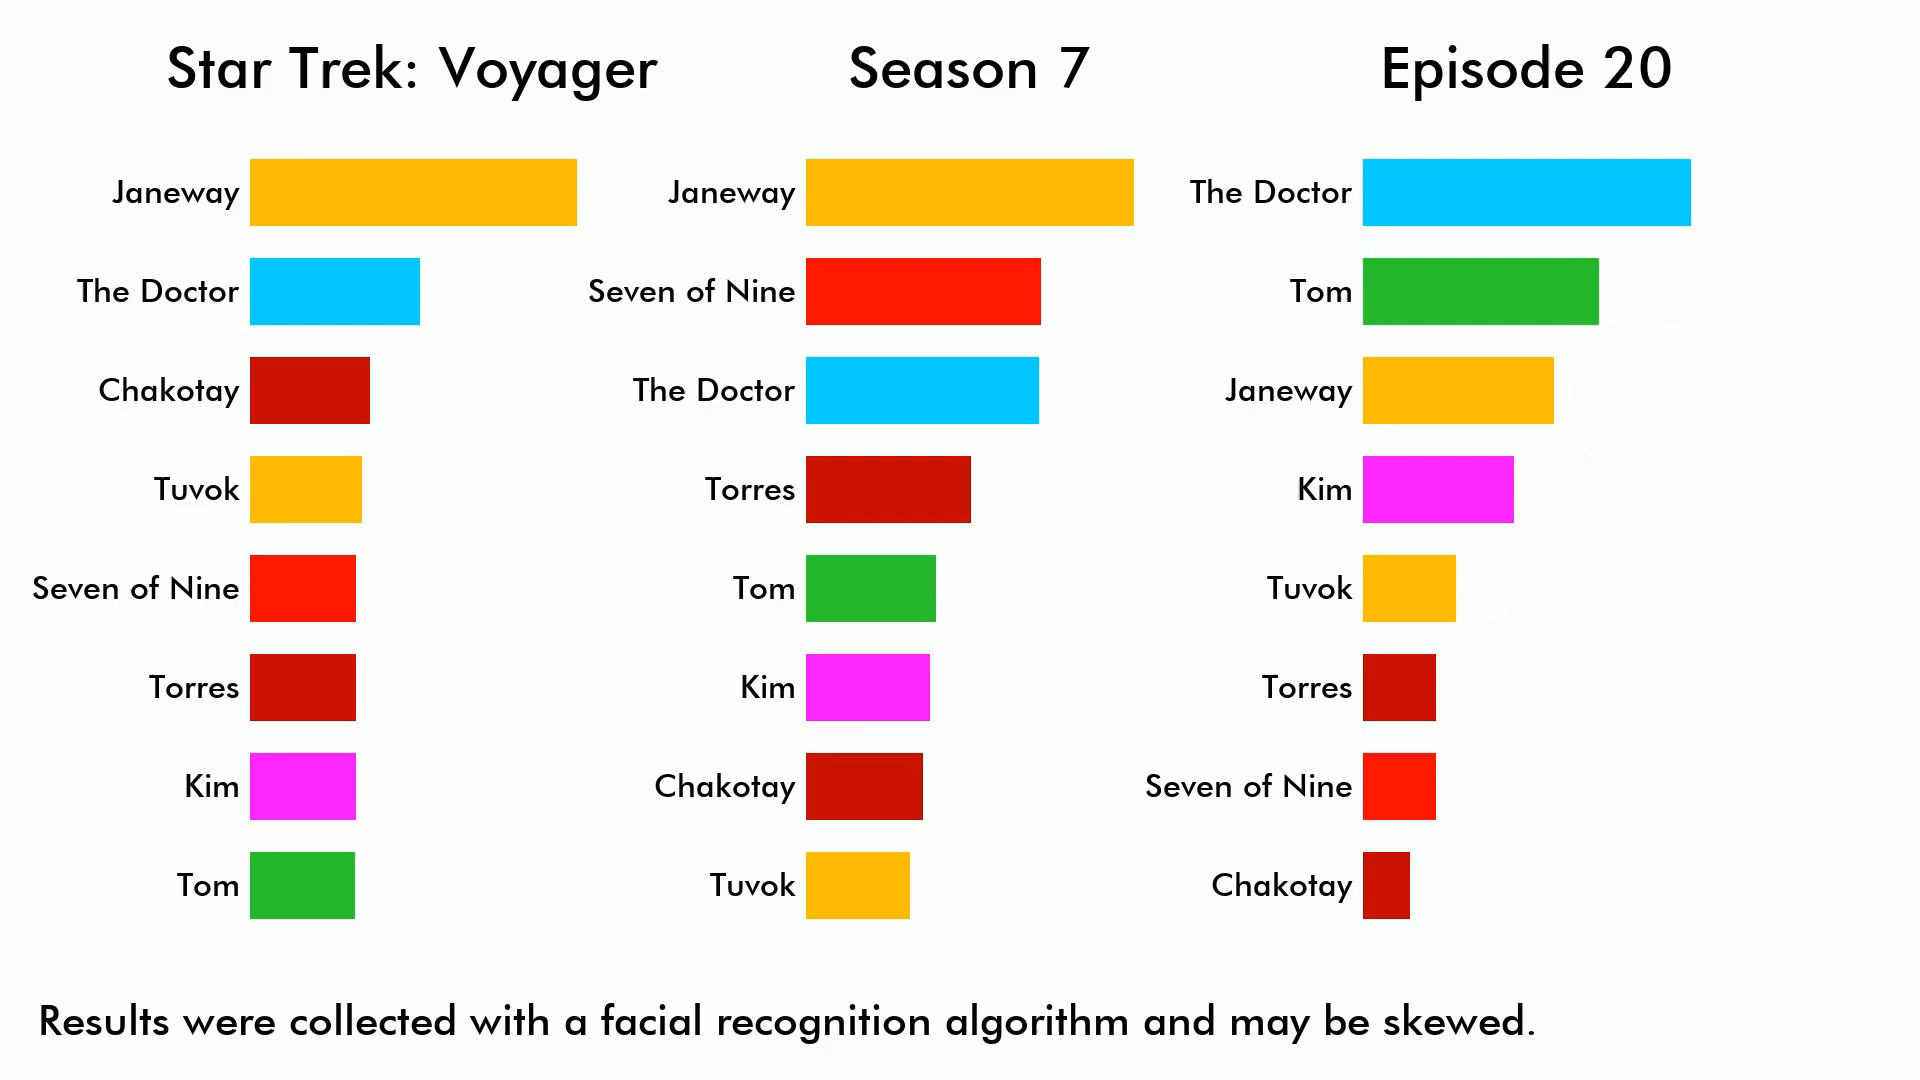 Star Trek: Voyager
Janeway
The Doctor
Chakotay
Tuvok
Seven of Nine
Torres
Kim
Tom
Season 7
Janeway
Seven of Nine
The Doctor
Torres
Tom
Kim
Chakotay
Tuvok
Episode 20
The Doctor
Tom
Janeway
Kim
Tuvok
Torres
Seven of Nine
Chakotay
Results were collected with a facial recognition algorithm and may be skewed.